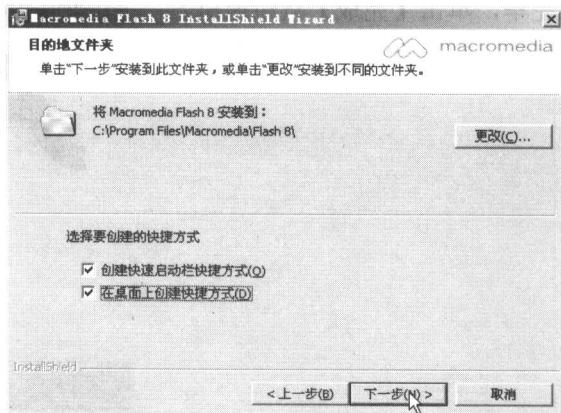 Macromedia Flash 8 InstallShield Wizard
目的地文件夹
macromedia
单击"下一步"安装到此文件夹，或单击"更改"安装到不同的文件夹。
将 Macromedia Flash 8 安装到：
C:\Program Files\Macromedia\Flash 8\
更改(C)...
选择要创建的快捷方式
创建快速启动栏快捷方式(Q)
在桌面上创建快捷方式(D)
InstallShield
< 上一步(B)
下一步(N) >
取消